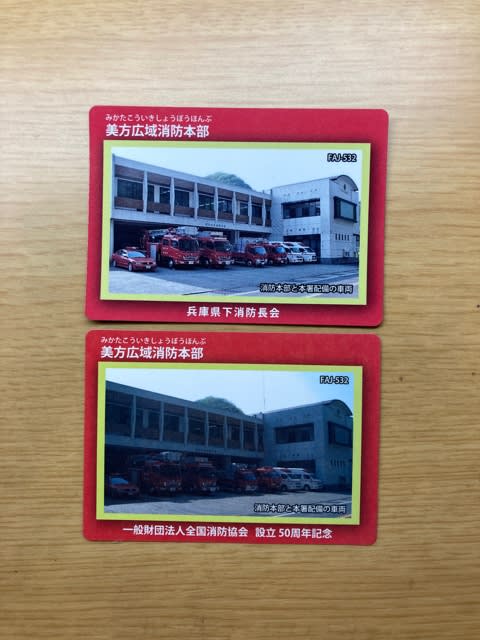 みかたこういきしょうぼうほんぶ
美方広域消防本部
FAJ-532
消防本部と本署配備の車両
兵庫県下消防長会
みかたこういきしょうぼうほんぶ
美方広域消防本部
FAJ-532
消防本部と本署配備の車両
一般財団法人全国消防協会 設立50周年記念